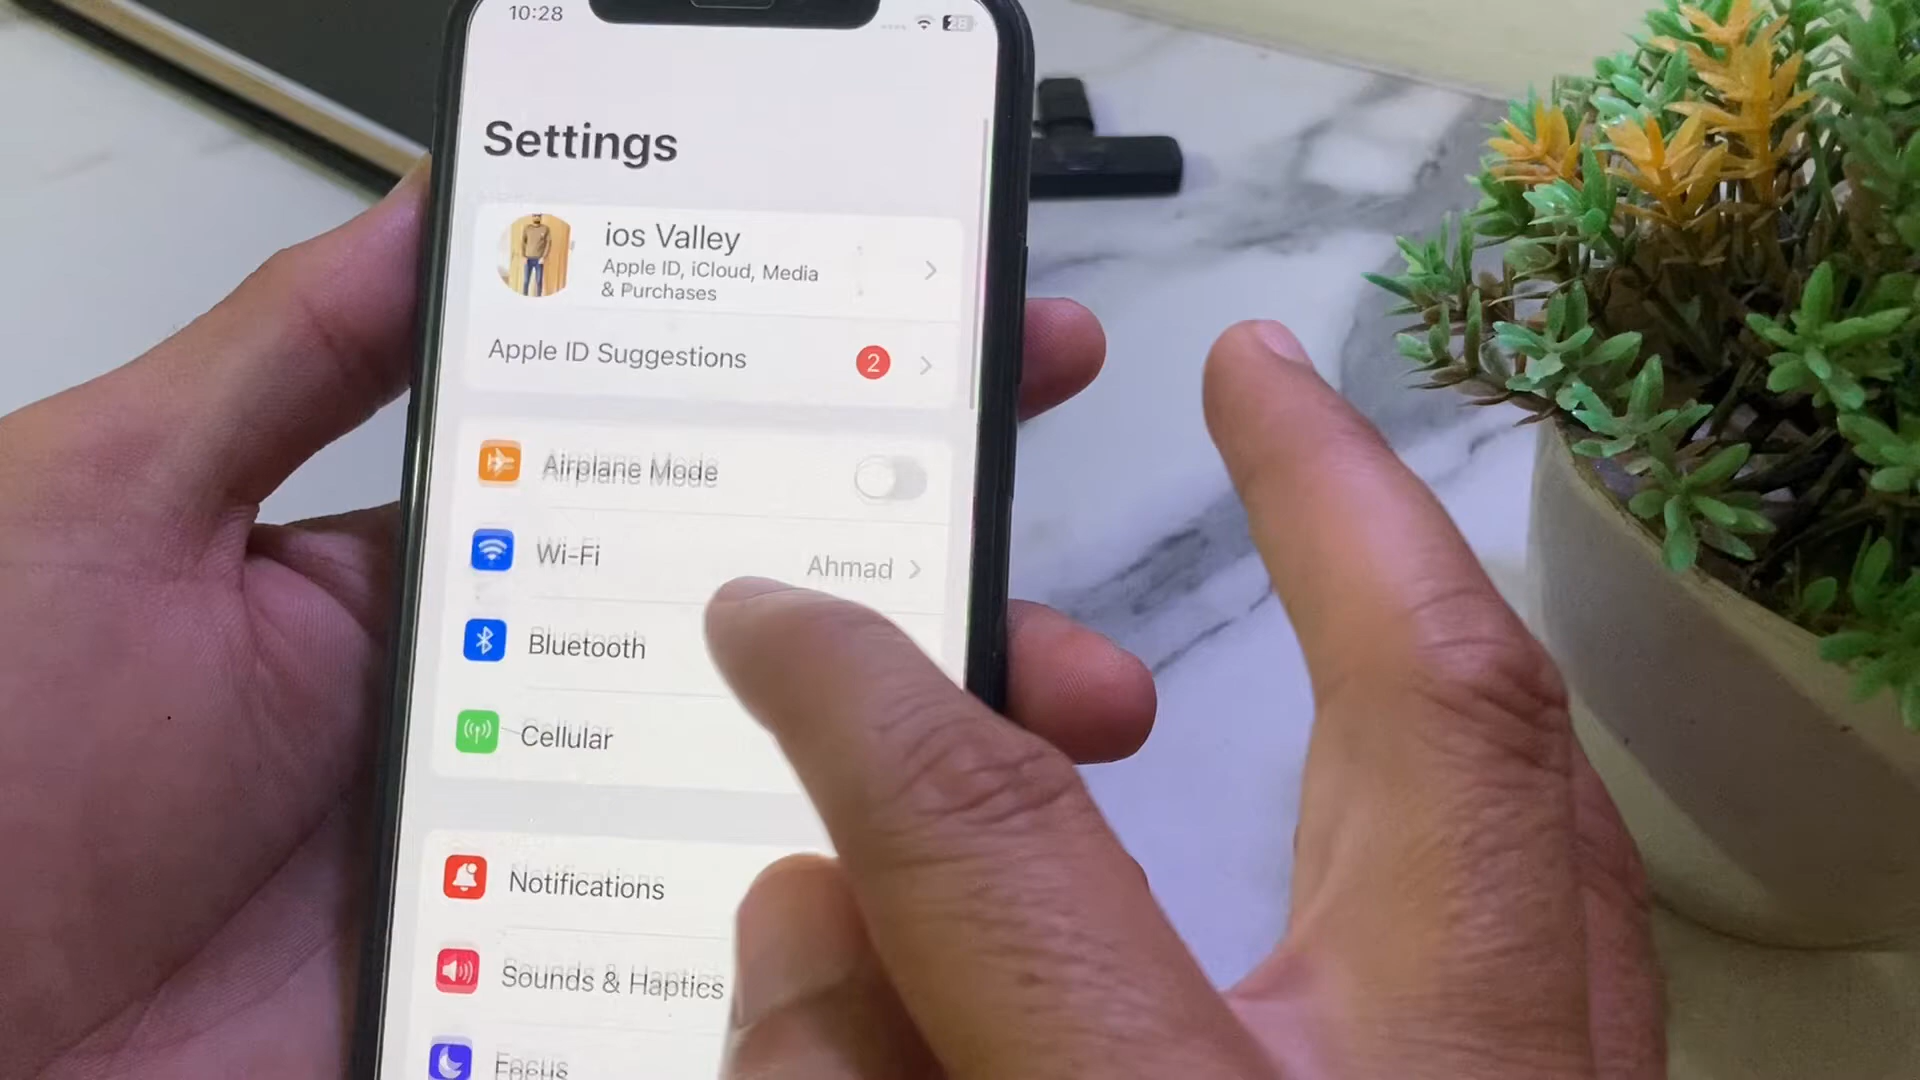 10:28
28
Settings
ios Valley
Apple ID, iCloud, Media
& Purchases
Apple ID Suggestions
2
Airplane Mode
Wi-Fi
Ahmad
Bluetooth
Cellular
Notifications
Sounds & Haptics
Focus